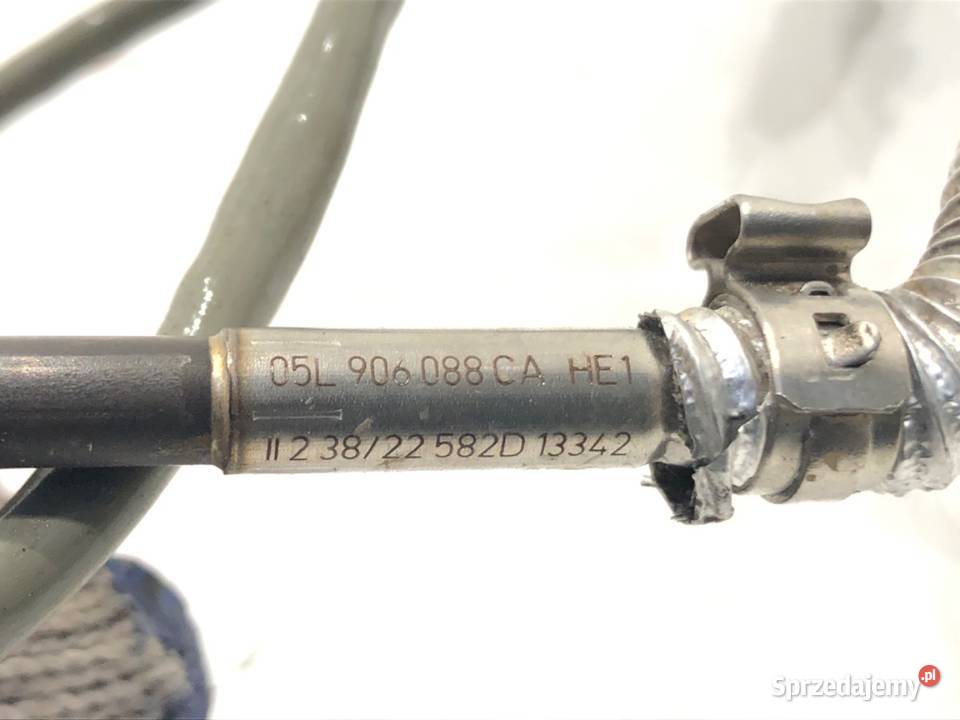 05L 906 088 CA HE1
II 2 38/22 582D 13342
Sprzedajemy.pl